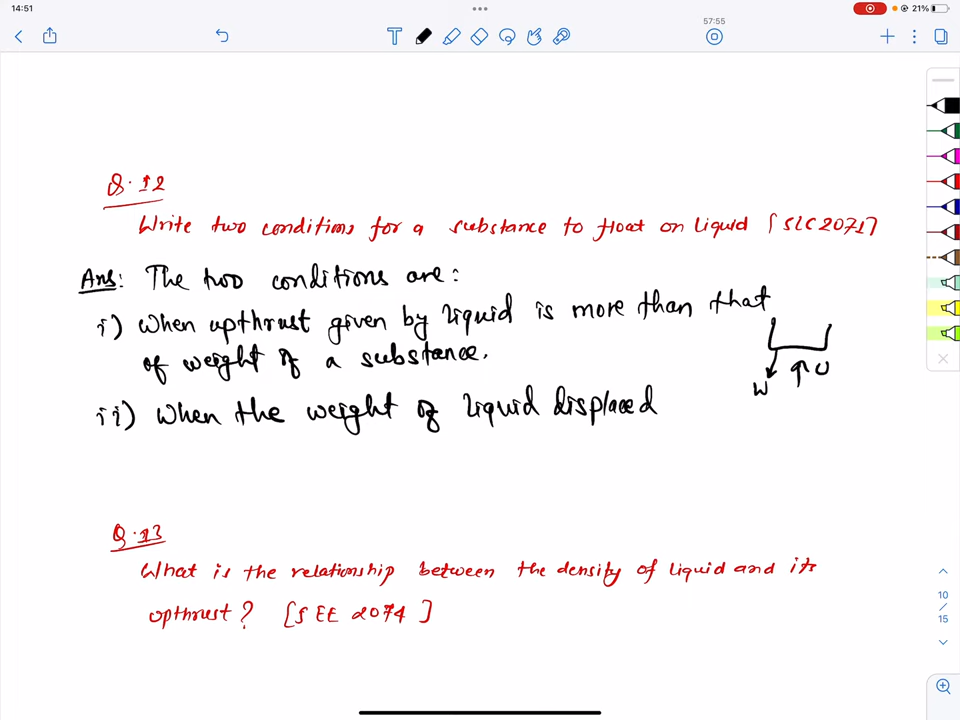 14:51
21%
57:55
T
Q.12
Write two conditions for a substance to float on liquid [SLC 2071]
Ans: The two conditions are:
i) When upthrust given by liquid is more than that
of weight of a substance.
W U
ii) When the weight of liquid displaced
Q.13
What is the relationship between the density of liquid and its
upthrust? [SEE 2074]
10
/
15